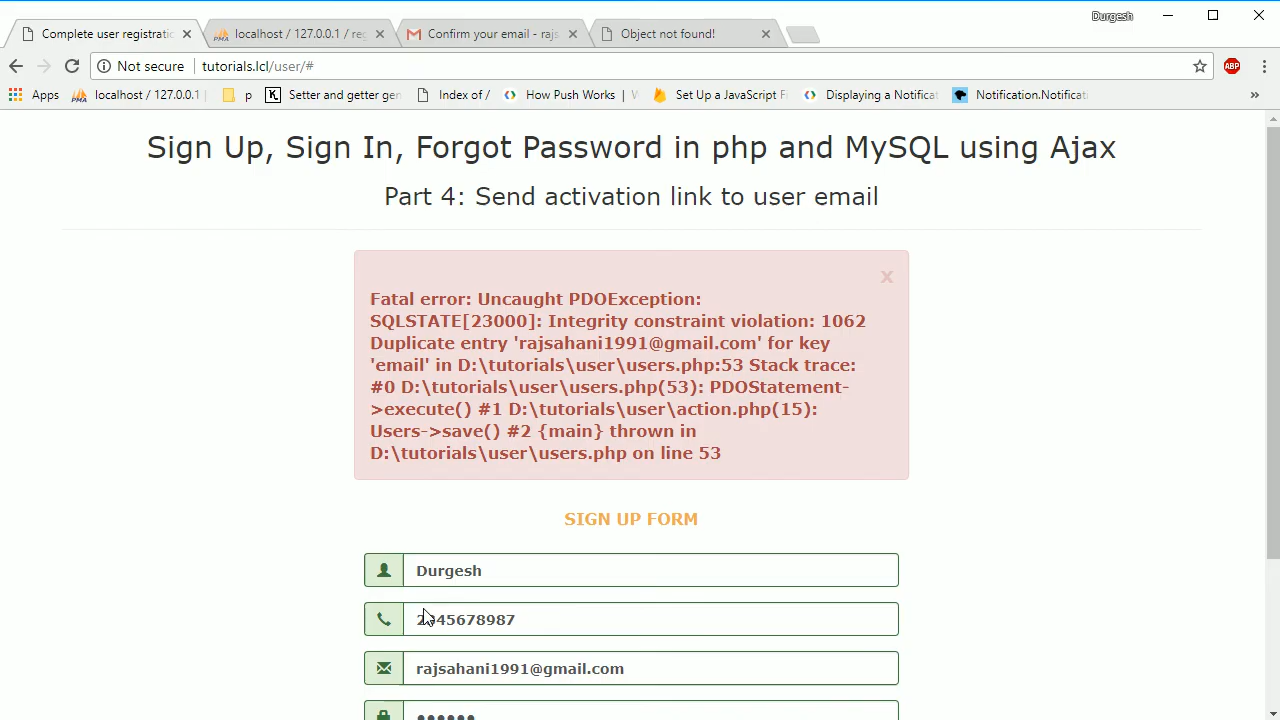 Durgesh
Complete user registratio
localhost / 127.0.0.1 / reg
Confirm your email - rajs
Object not found!
Not secure
tutorials.lcl/user/#
ABP
Apps
localhost / 127.0.0.1
p
K
Setter and getter gen
Index of /
How Push Works | W
Set Up a JavaScript F
Displaying a Notificat
Notification.Notificati
»
Sign Up, Sign In, Forgot Password in php and MySQL using Ajax
Part 4: Send activation link to user email
x
Fatal error: Uncaught PDOException:
SQLSTATE[23000]: Integrity constraint violation: 1062
Duplicate entry 'rajsahani1991@gmail.com' for key
'email' in D:\tutorials\user\users.php:53 Stack trace:
#0 D:\tutorials\user\users.php(53): PDOStatement-
>execute() #1 D:\tutorials\user\action.php(15):
Users->save() #2 {main} thrown in
D:\tutorials\user\users.php on line 53
SIGN UP FORM
Durgesh
rajsahani1991@gmail.com